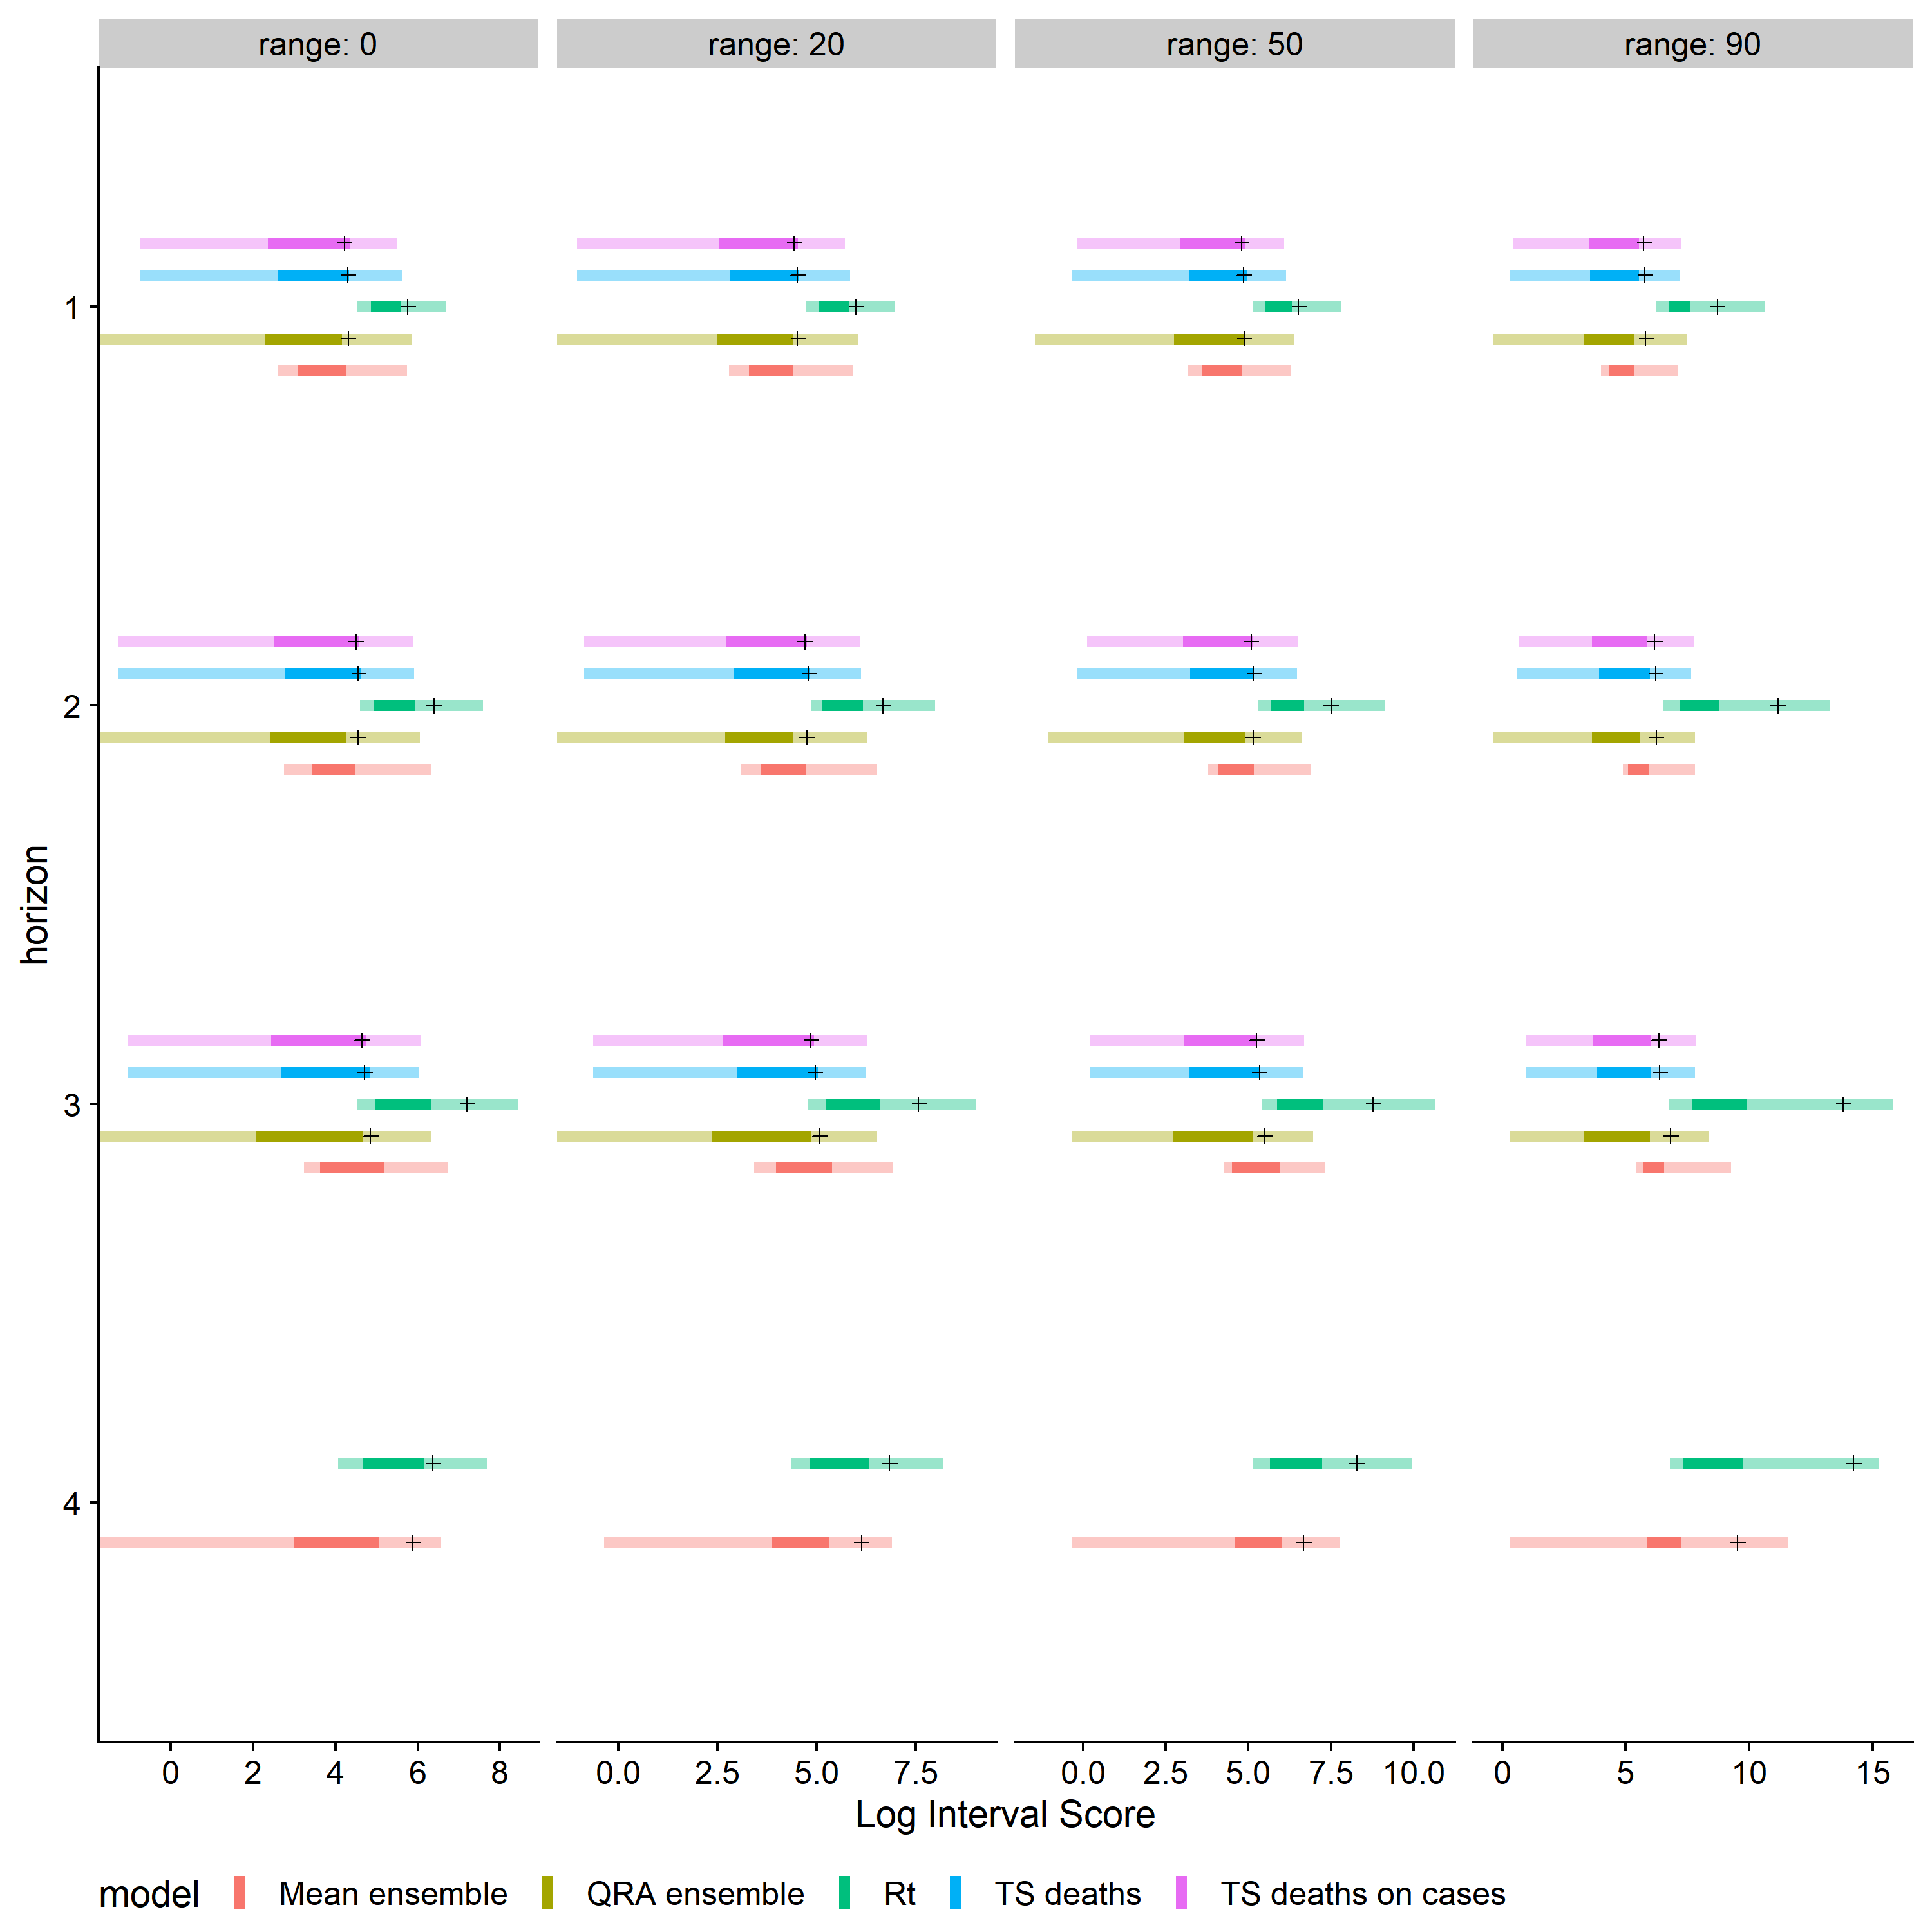 range: 0 range: 20 range: 50 range: 90
horizon
1
2
3
4
0 2 4 6 8 0.0 2.5 5.0 7.5 0.0 2.5 5.0 7.5 10.0 0 5 10 15
Log Interval Score
model Mean ensemble QRA ensemble Rt TS deaths TS deaths on cases